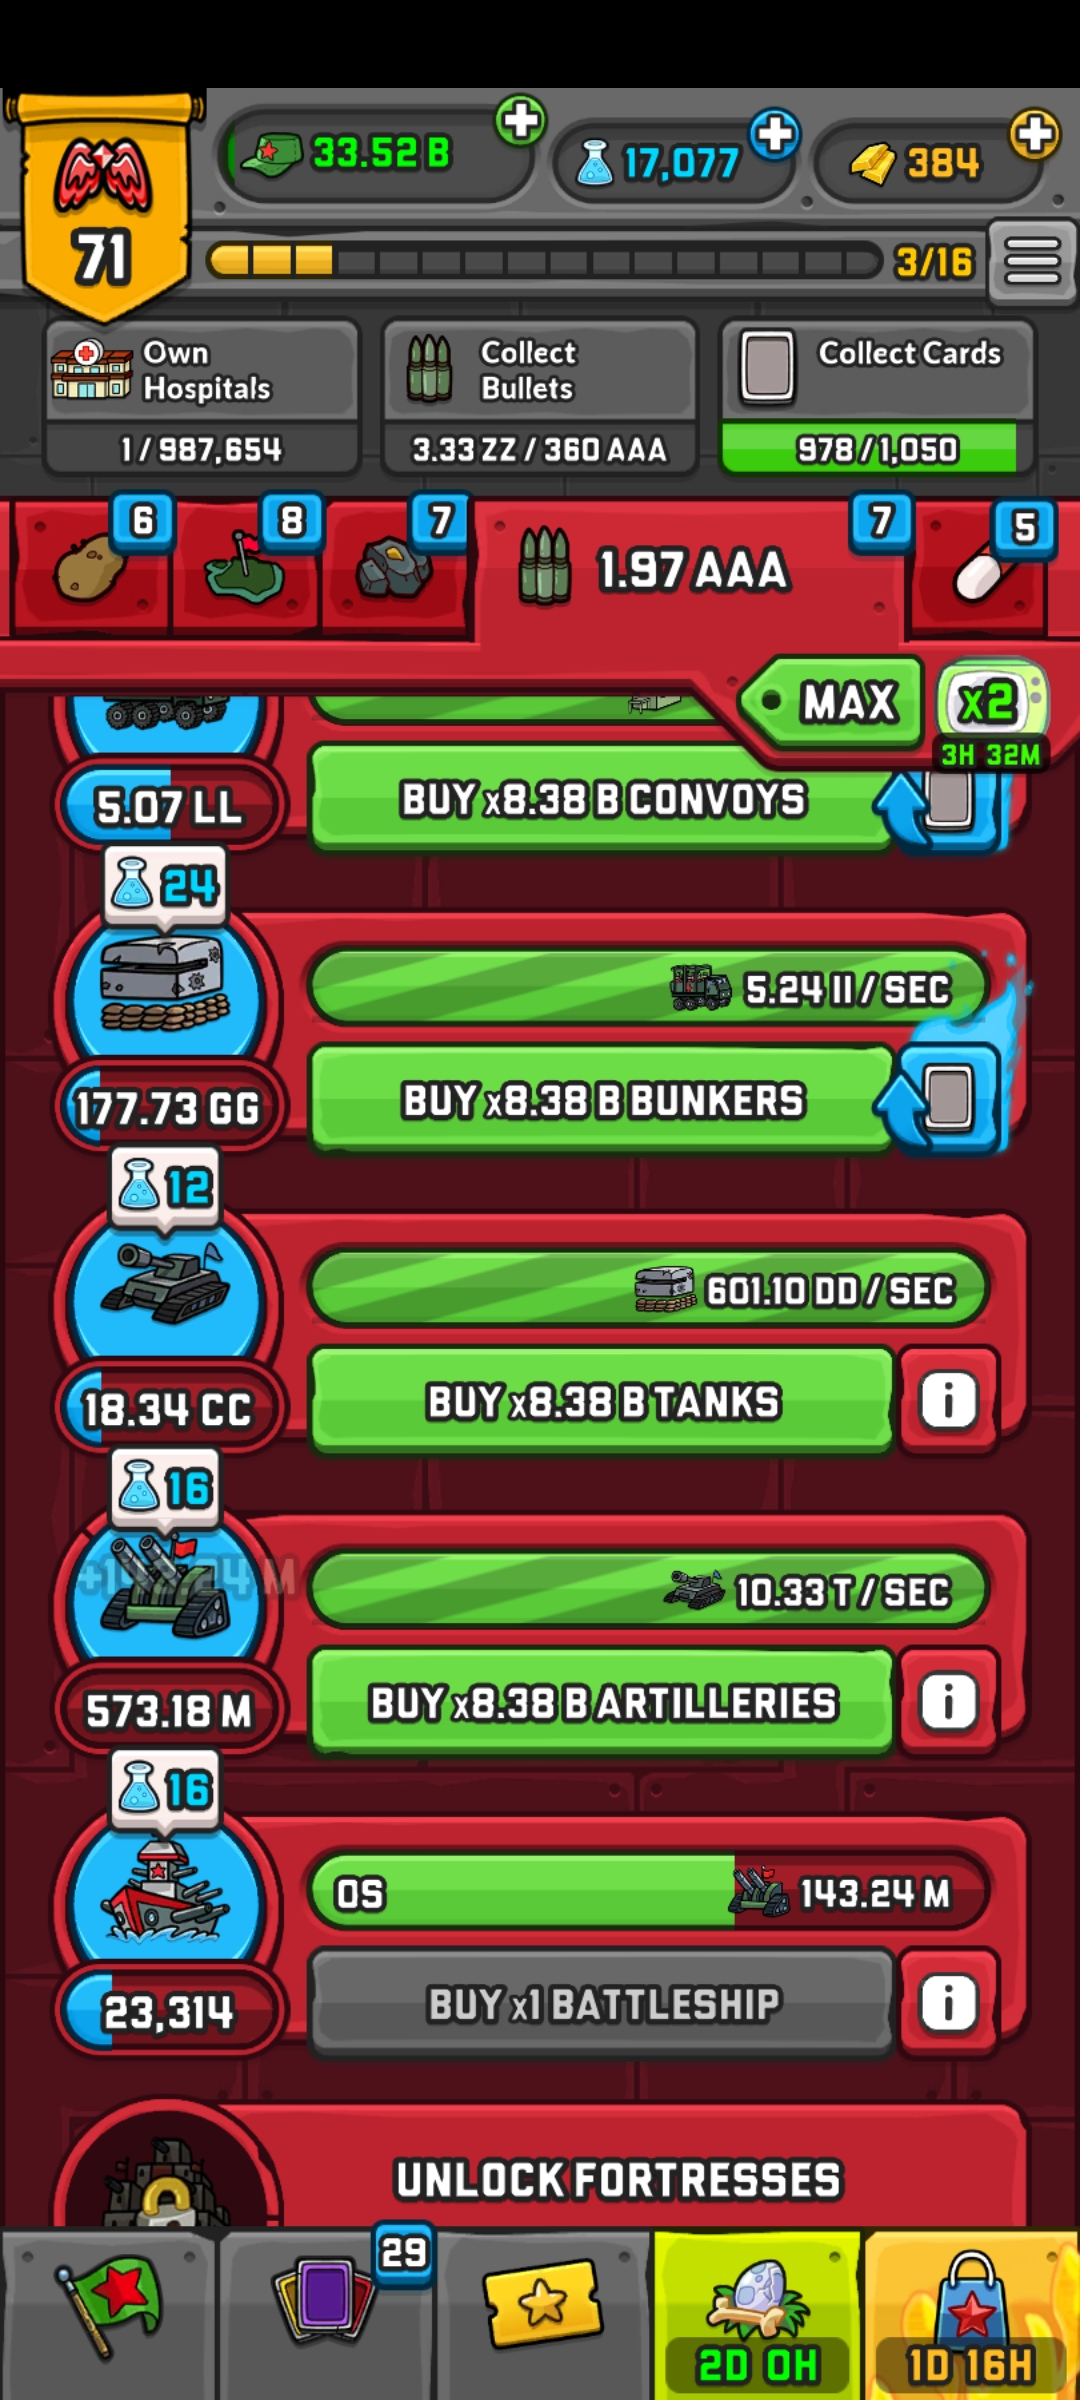 33.52 B
17,077
384
71
3/16
Own
Hospitals
1/987,654
Collect
Bullets
3.33 ZZ / 360 AAA
Collect Cards
978/1,050
6
8
7
1.97 AAA
7
5
MAX
x2
3H 32M
5.07 LL
BUY x8.38 B CONVOYS
24
5.24 II / SEC
177.73 GG
BUY x8.38 B BUNKERS
12
601.10 DD / SEC
18.34 CC
BUY x8.38 B TANKS
16
10.33 T / SEC
573.18 M
BUY x8.38 B ARTILLERIES
16
0S
143.24 M
23,314
BUY x1 BATTLESHIP
UNLOCK FORTRESSES
29
2D 0H
1D 16H